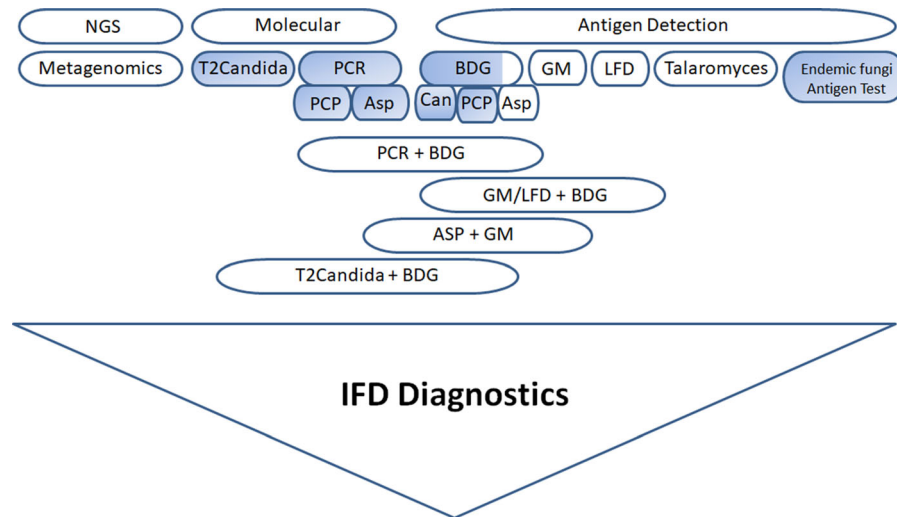 NGS
Molecular
Antigen Detection
Metagenomics
T2Candida
PCR
BDG
GM
LFD
Talaromyces
Endemic fungi
Antigen Test
PCP
Asp
Can
PCP
Asp
PCR + BDG
GM/LFD + BDG
ASP + GM
T2Candida + BDG
IFD Diagnostics